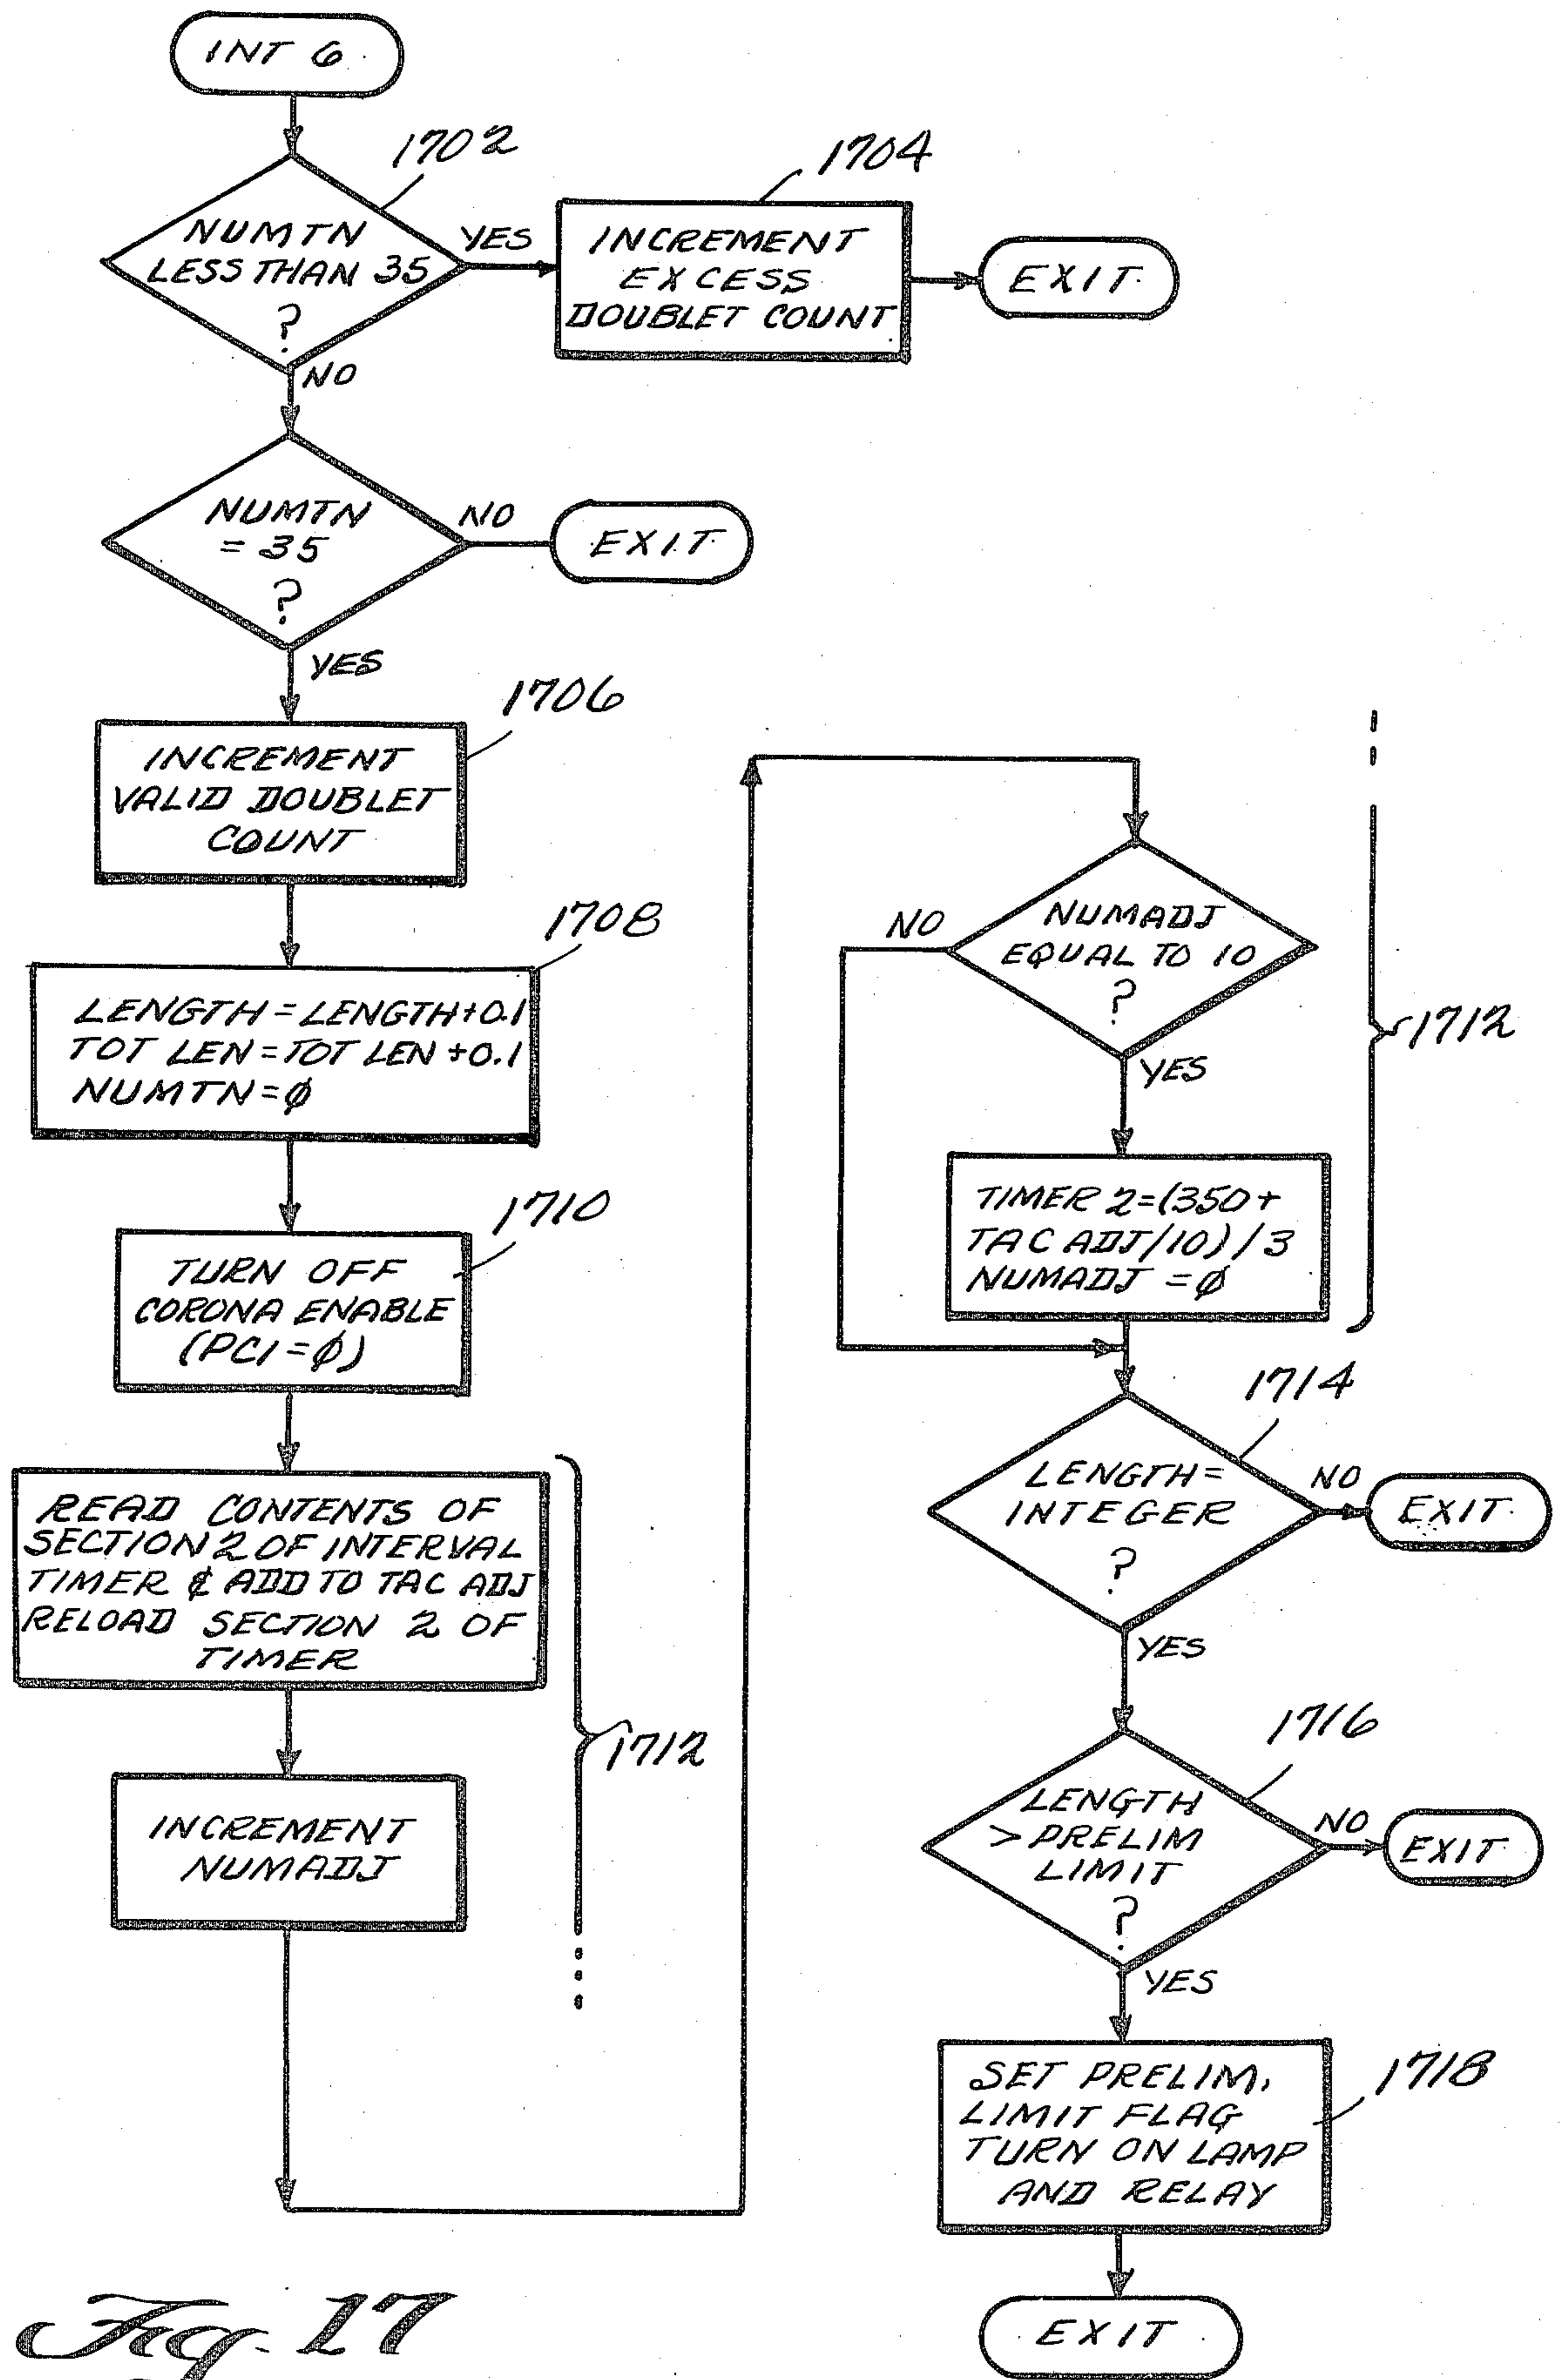 INT 6
1702
NUMTN
LESS THAN 35
?
YES
1704
INCREMENT
EXCESS
DOUBLET COUNT
EXIT
NO
NUMTN
= 35
?
NO
EXIT
YES
1706
INCREMENT
VALID DOUBLET
COUNT
1708
LENGTH = LENGTH+0.1
TOT LEN = TOT LEN +0.1
NUMTN = φ
1710
TURN OFF
CORONA ENABLE
(PC1 = φ)
READ CONTENTS OF
SECTION 2 OF INTERVAL
TIMER & ADD TO TAC ADJ
RELOAD SECTION 2 OF
TIMER
1712
INCREMENT
NUMADJ
NUMADJ
EQUAL TO 10
?
NO
YES
1712
TIMER 2=(350+
TAC ADJ/10)/3
NUMADJ = φ
1714
LENGTH =
INTEGER
?
NO
EXIT
YES
1716
LENGTH
> PRELIM
LIMIT
?
NO
EXIT
YES
1718
SET PRELIM.
LIMIT FLAG
TURN ON LAMP
AND RELAY
EXIT
Fig. 17